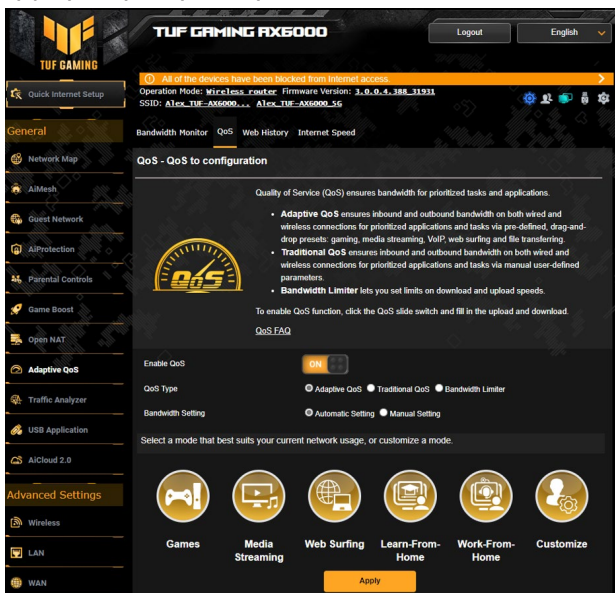 TUF GAMING AX6000
Logout
English
TUF GAMING
All of the devices have been blocked from Internet access.
Quick Internet Setup
Operation Mode: Wireless router Firmware Version: 3.0.0.4.388_31931
SSID: Alex_TUF-AX6000... Alex_TUF-AX6000_5G
General
Network Map
AiMesh
Guest Network
AiProtection
Parental Controls
Game Boost
Open NAT
Adaptive QoS
Traffic Analyzer
USB Application
AiCloud 2.0
Advanced Settings
Wireless
LAN
WAN
Bandwidth Monitor QoS Web History Internet Speed
QoS - QoS to configuration
QoS
Quality of Service (QoS) ensures bandwidth for prioritized tasks and applications.
• Adaptive QoS ensures inbound and outbound bandwidth on both wired and
wireless connections for prioritized applications and tasks via pre-defined, drag-and-
drop presets: gaming, media streaming, VoIP, web surfing and file transferring.
• Traditional QoS ensures inbound and outbound bandwidth on both wired and
wireless connections for prioritized applications and tasks via manual user-defined
parameters.
• Bandwidth Limiter lets you set limits on download and upload speeds.
To enable QoS function, click the QoS slide switch and fill in the upload and download.
QoS FAQ
Enable QoS ON
QoS Type Adaptive QoS Traditional QoS Bandwidth Limiter
Bandwidth Setting Automatic Setting Manual Setting
Select a mode that best suits your current network usage, or customize a mode.
Games
Media
Streaming
Web Surfing
Learn-From-
Home
Work-From-
Home
Customize
Apply